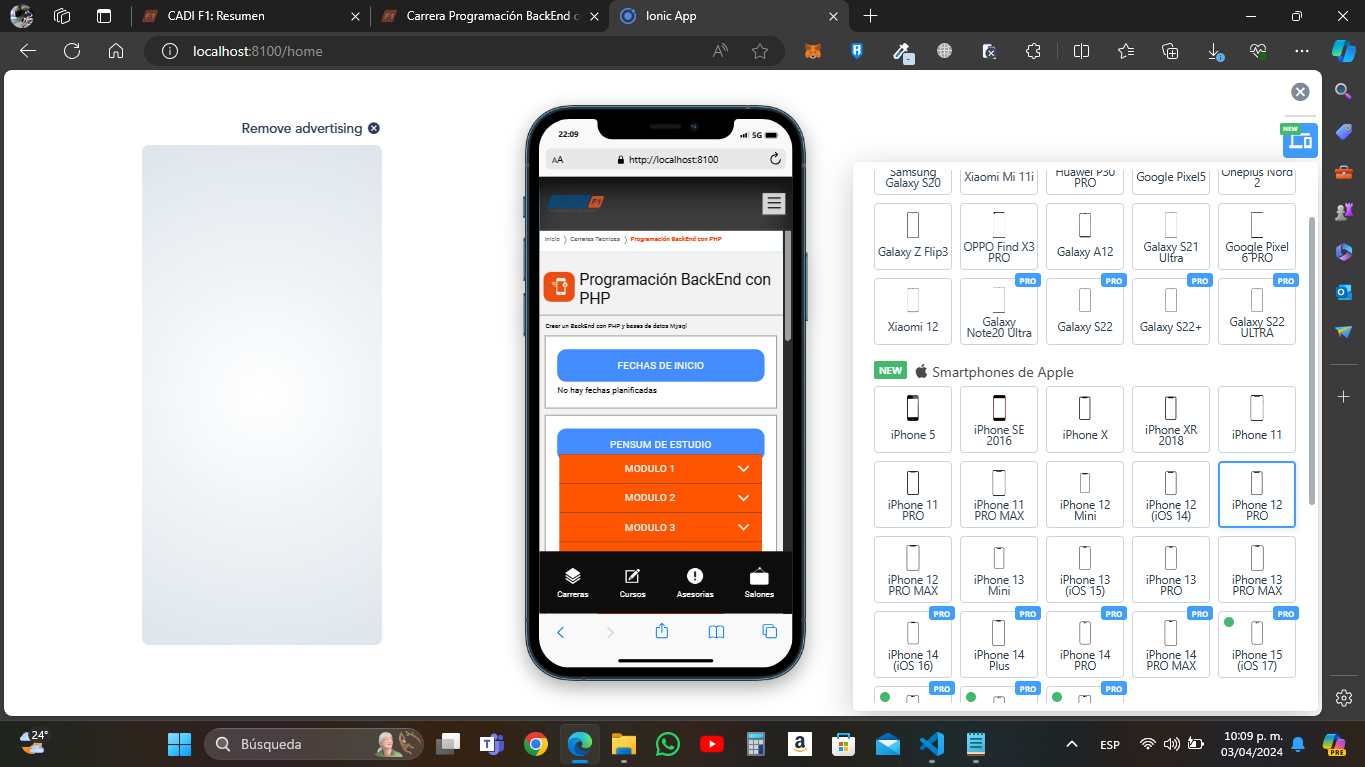 CADI F1: Resumen
Carrera Programación BackEnd c
Ionic App
localhost:8100/home
Remove advertising
22:09
5G
AA
http://localhost:8100
F1
Inicio
Carreras Tecnicas
Programación BackEnd con PHP
Programación BackEnd con
PHP
Crear un BackEnd con PHP y bases de datos Mysql
FECHAS DE INICIO
No hay fechas planificadas
PENSUM DE ESTUDIO
MODULO 1
MODULO 2
MODULO 3
Carreras
Cursos
Asesorias
Salones
NEW
Samsung
Galaxy S20
Xiaomi Mi 11i
Huawei P30
PRO
Google Pixel5
Oneplus Nord
2
Galaxy Z Flip3
OPPO Find X3
PRO
Galaxy A12
Galaxy S21
Ultra
Google Pixel
6 PRO
Xiaomi 12
PRO
Galaxy
Note20 Ultra
PRO
Galaxy S22
PRO
Galaxy S22+
PRO
Galaxy S22
ULTRA
NEW
Smartphones de Apple
iPhone 5
iPhone SE
2016
iPhone X
iPhone XR
2018
iPhone 11
iPhone 11
PRO
iPhone 11
PRO MAX
iPhone 12
Mini
iPhone 12
(iOS 14)
iPhone 12
PRO
iPhone 12
PRO MAX
iPhone 13
Mini
iPhone 13
(iOS 15)
iPhone 13
PRO
iPhone 13
PRO MAX
PRO
iPhone 14
(iOS 16)
PRO
iPhone 14
Plus
PRO
iPhone 14
PRO
PRO
iPhone 14
PRO MAX
PRO
iPhone 15
(iOS 17)
PRO
PRO
PRO
24°
Búsqueda
ESP
10:09 p. m.
03/04/2024
PRE